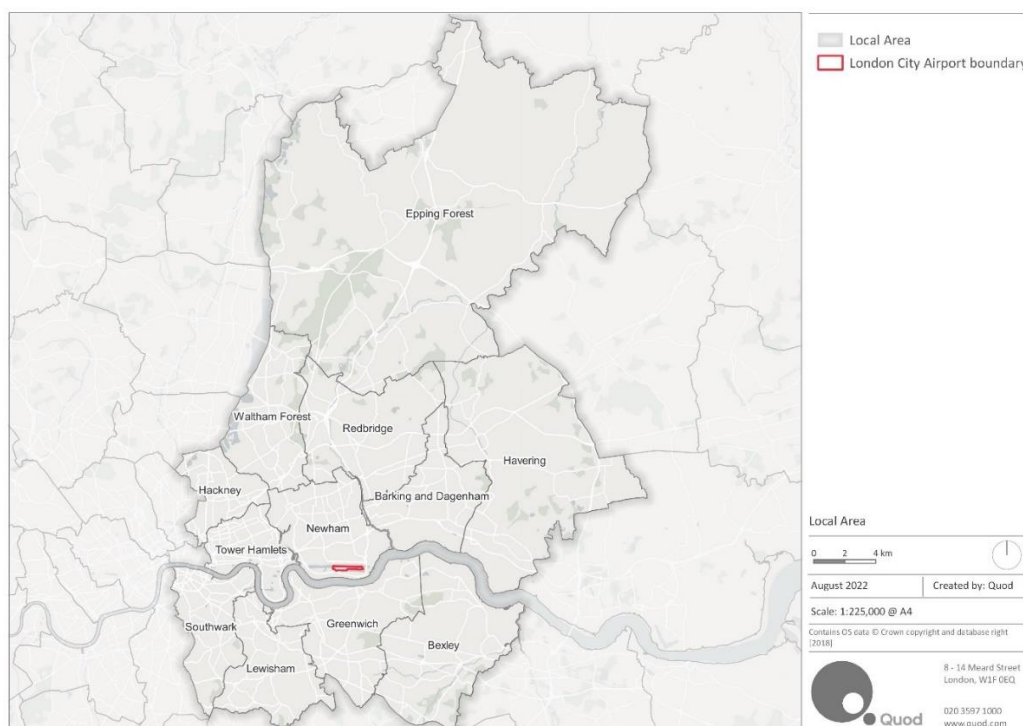 Epping Forest
Waltham Forest
Redbridge
Havering
Hackney
Barking and Dagenham
Newham
Tower Hamlets
Southwark
Greenwich
Bexley
Lewisham
Local Area
London City Airport boundary
Local Area
0 2 4 km
August 2022
Created by: Quod
Scale: 1:225,000 @ A4
Contains OS data © Crown copyright and database right
[2018]
Quod
8 - 14 Meard Street
London, W1F 0EQ
020 3597 1000
www.quod.com